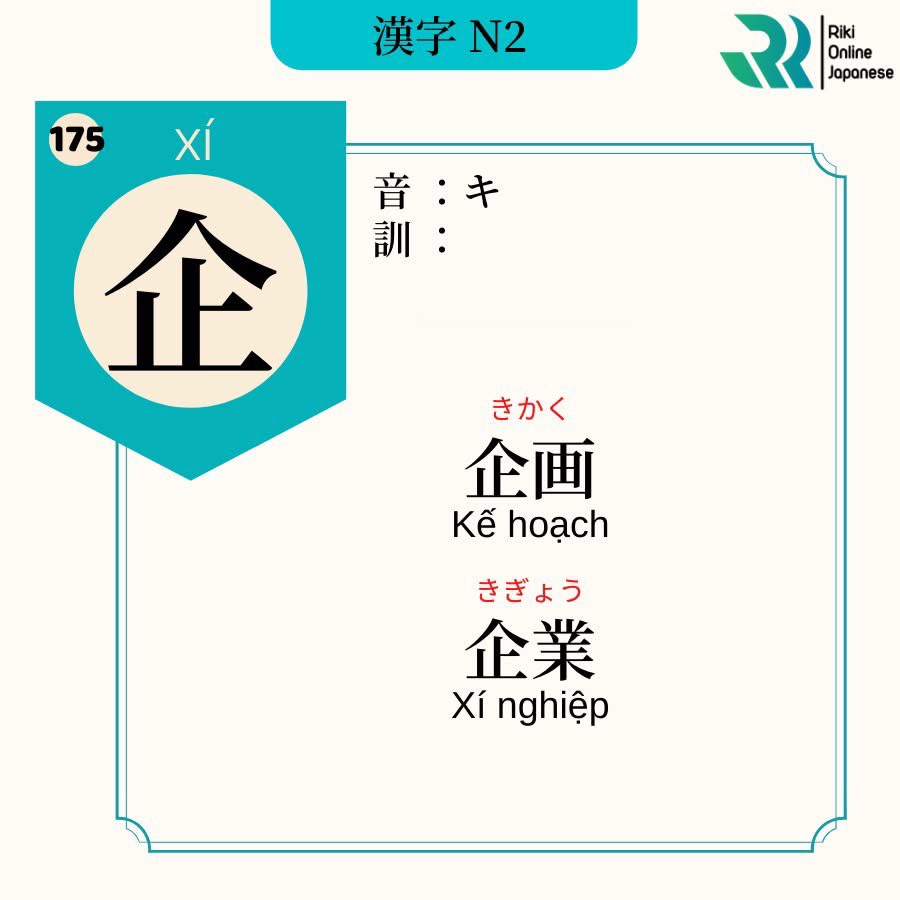 漢字 N2
Riki
Online
Japanese
175
XÍ
企
音 ：キ
訓 ：
きかく
企画
Kế hoạch
きぎょう
企業
Xí nghiệp